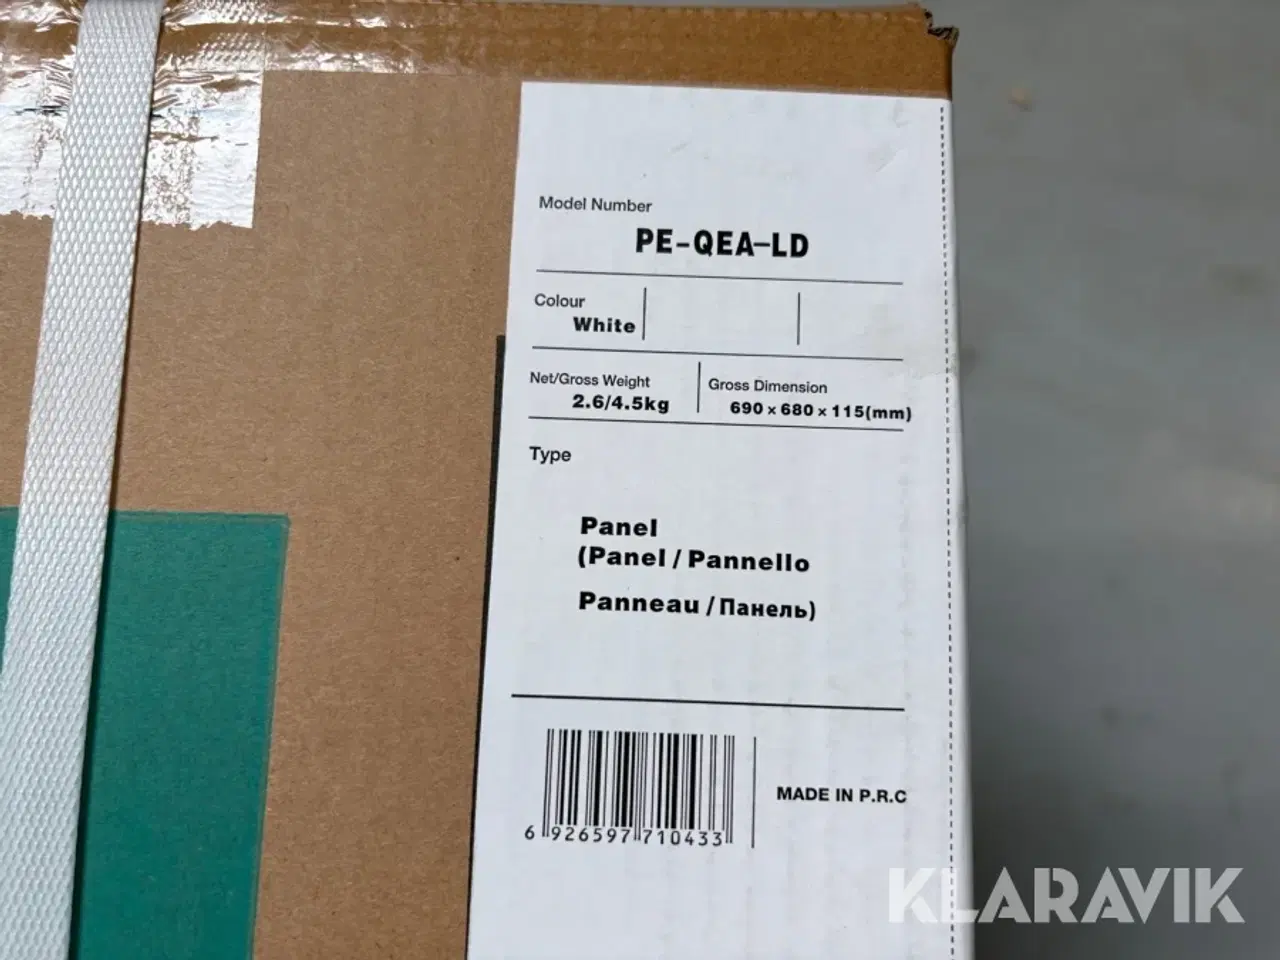 Model Number
PE-QEA-LD
Colour
White
Net/Gross Weight
2.6/4.5kg
Gross Dimension
690×680×115(mm)
Type
Panel
(Panel / Pannello
Panneau / Панель)
6 926597 710433
MADE IN P.R.C
KLARAVIK